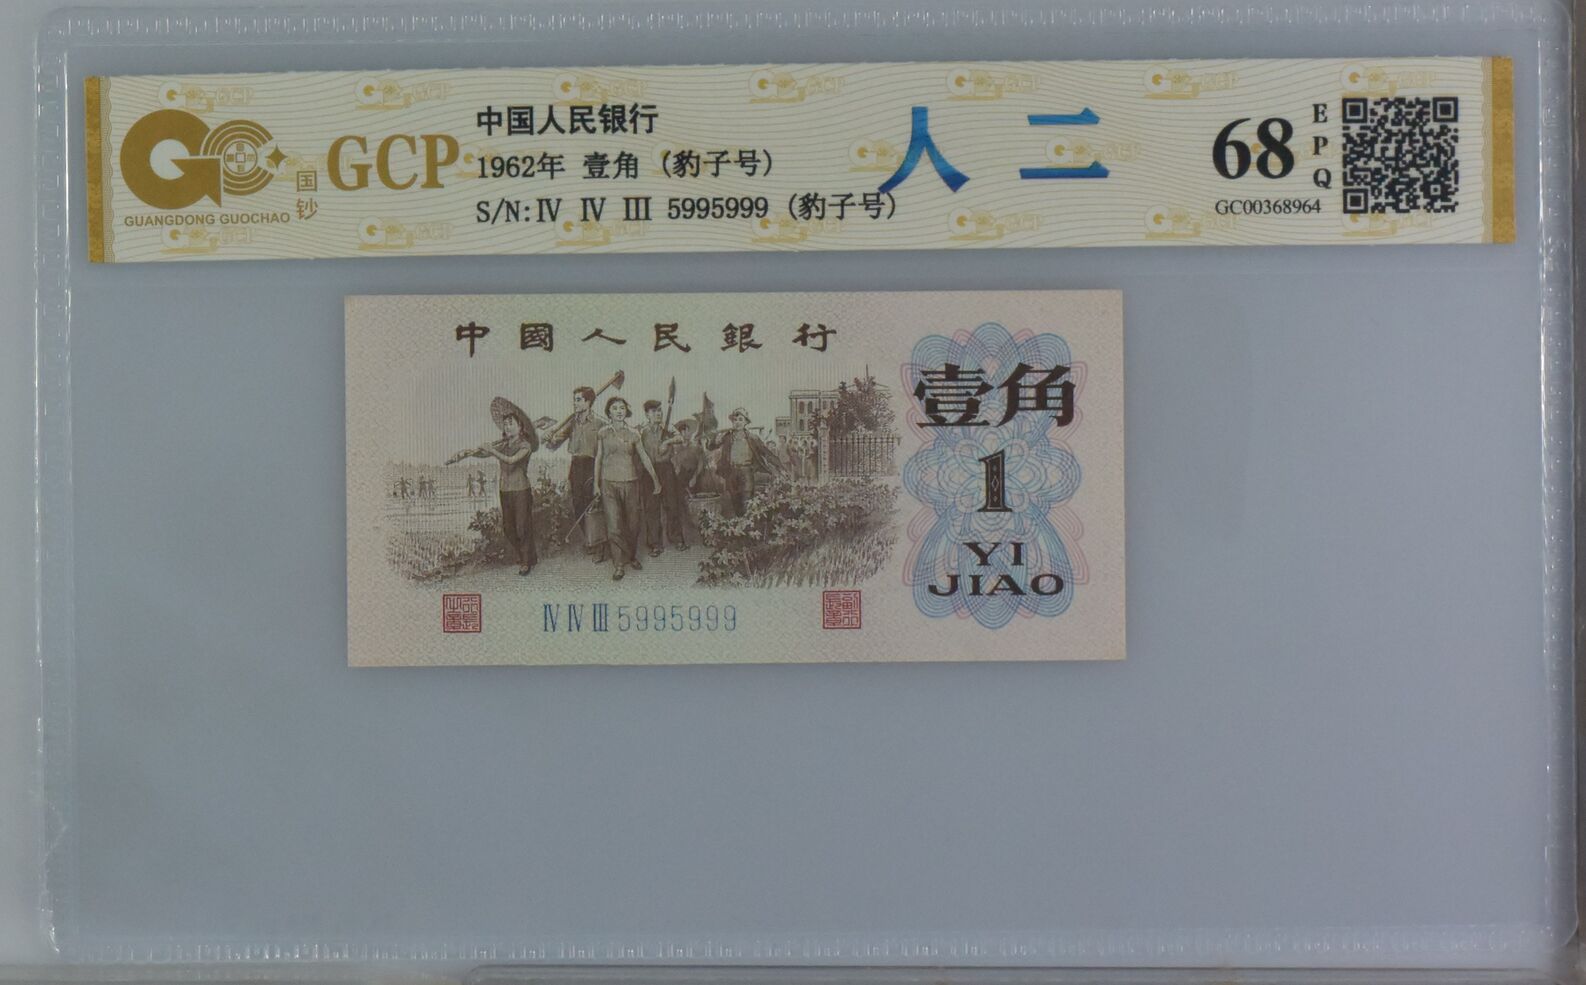 GCP
GUANGDONG GUOCHAO
国钞
中国人民银行
1962年 壹角 (豹子号)
S/N:Ⅳ Ⅳ Ⅲ 5995999 (豹子号)
人二
68
EPQ
GC00368964
中國人民銀行
壹角
1
YI
JIAO
Ⅳ Ⅳ Ⅲ 5995999